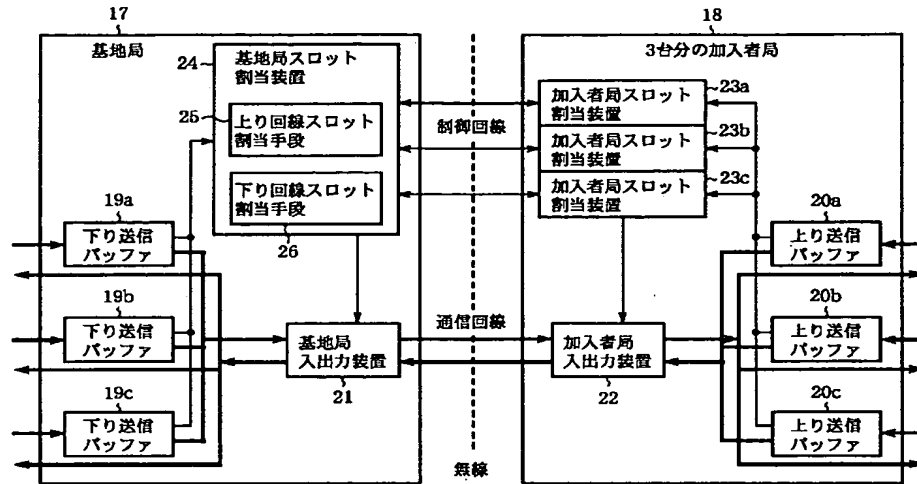 17
基地局
24
基地局スロット
割当装置
25
上り回線スロット
割当手段
下り回線スロット
割当手段
26
19a
下り送信
バッファ
19b
下り送信
バッファ
19c
下り送信
バッファ
基地局
入出力装置
21
制御回線
通信回線
無線
18
3台分の加入者局
23a
加入者局スロット
割当装置
23b
加入者局スロット
割当装置
23c
加入者局スロット
割当装置
加入者局
入出力装置
22
20a
上り送信
バッファ
20b
上り送信
バッファ
20c
上り送信
バッファ